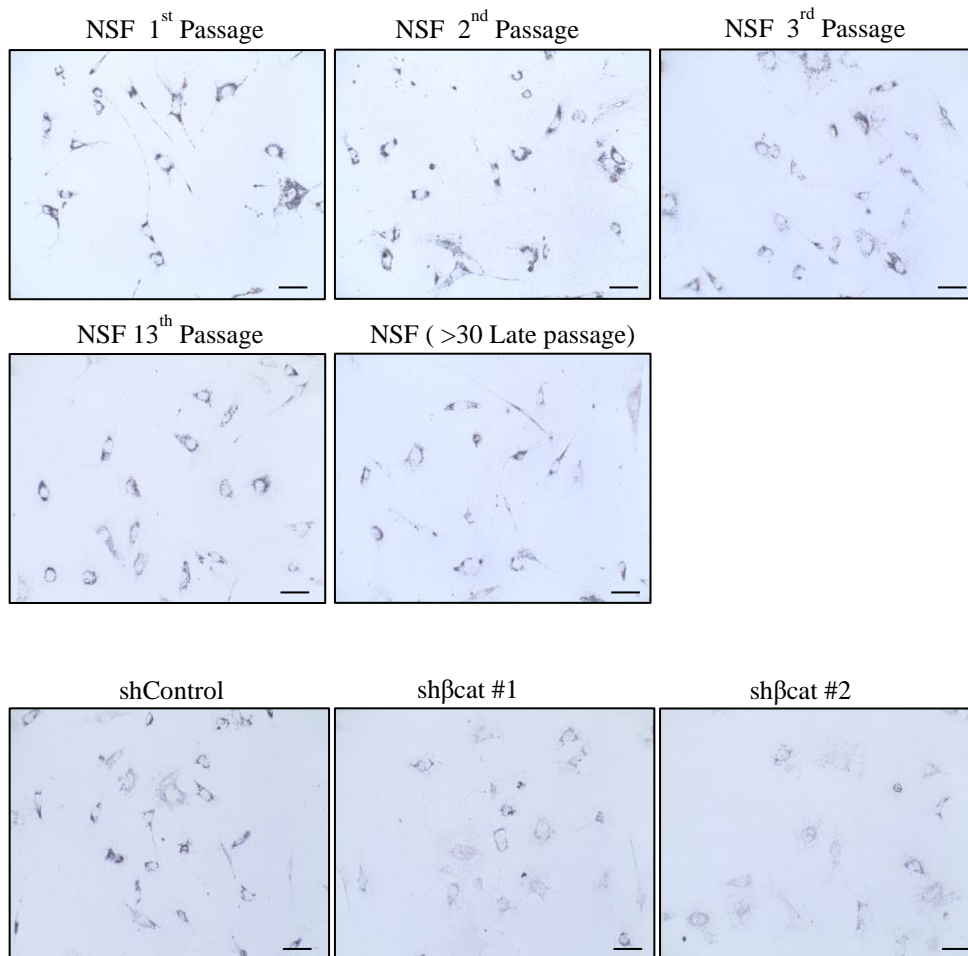 NSF 1st Passage
NSF 2nd Passage
NSF 3rd Passage
NSF 13th Passage
NSF ( >30 Late passage)
shControl
shβcat #1
shβcat #2